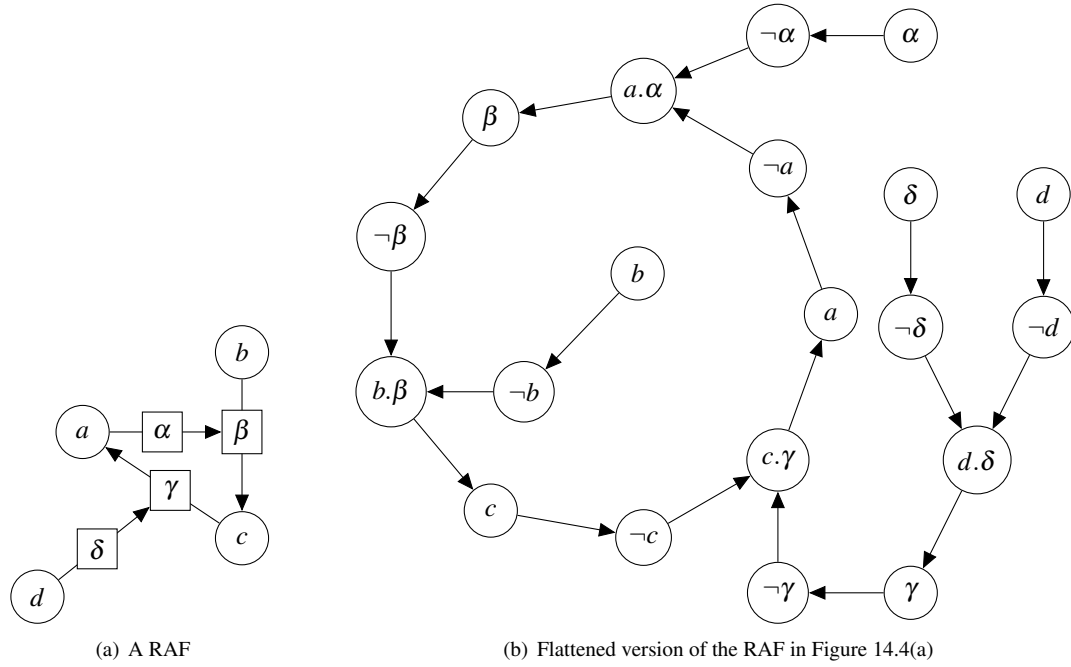 ¬α α
a.α
β
¬a
δ d
¬β
b
a
¬δ ¬d
b
b.β ¬b
a α β
c.γ d.δ
γ
c
¬c
c
δ
d
¬γ γ
(a) A RAF
(b) Flattened version of the RAF in Figure 14.4(a)